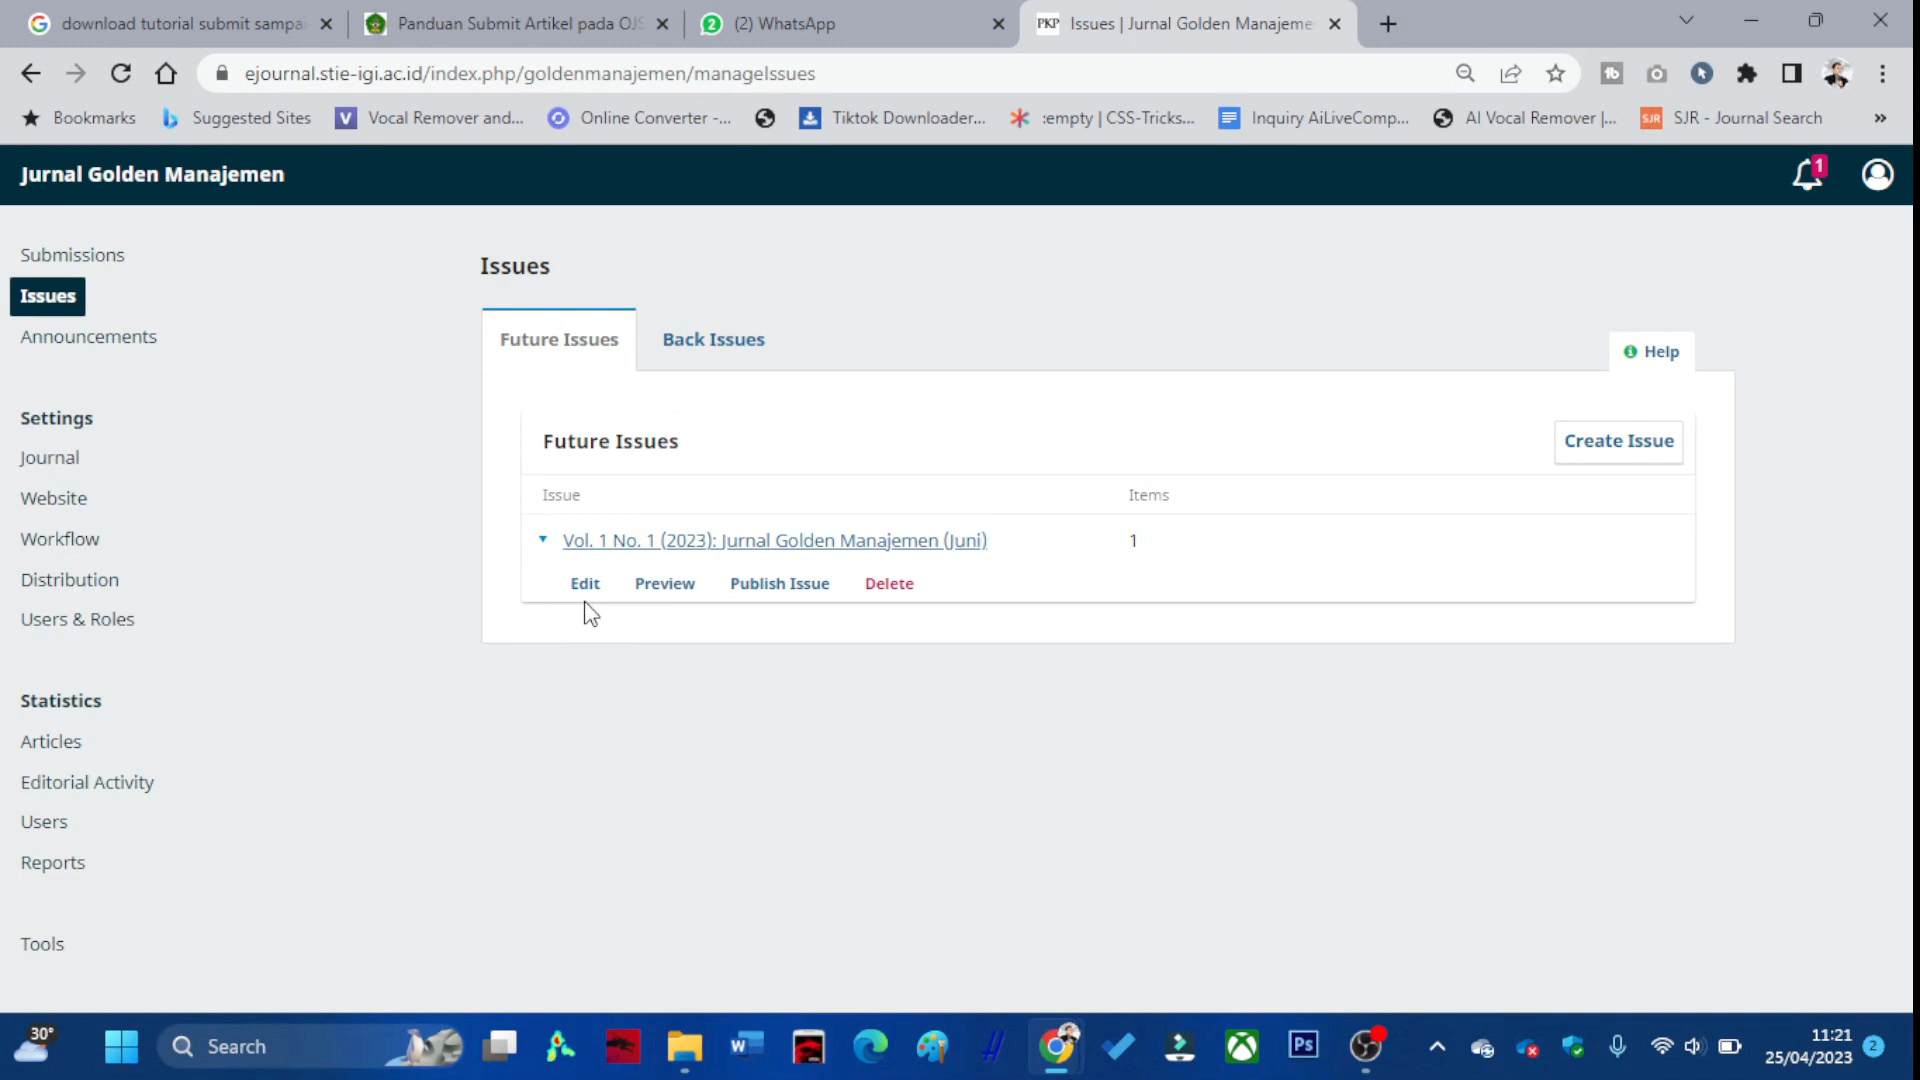 download tutorial submit sampa
Panduan Submit Artikel pada OJS
(2) WhatsApp
PKP Issues | Jurnal Golden Manajeme
ejournal.stie-igi.ac.id/index.php/goldenmanajemen/manageIssues
Bookmarks
Suggested Sites
Vocal Remover and...
Online Converter -...
Tiktok Downloader...
:empty | CSS-Tricks...
Inquiry AiLiveComp...
AI Vocal Remover |...
SJR SJR - Journal Search
»
Jurnal Golden Manajemen
1
Submissions
Issues
Announcements
Settings
Journal
Website
Workflow
Distribution
Users & Roles
Statistics
Articles
Editorial Activity
Users
Reports
Tools
Issues
Future Issues
Back Issues
Help
Future Issues
Create Issue
Issue
Items
Vol. 1 No. 1 (2023): Jurnal Golden Manajemen (Juni)
1
Edit
Preview
Publish Issue
Delete
30°
Search
Ps
11:21
25/04/2023
2